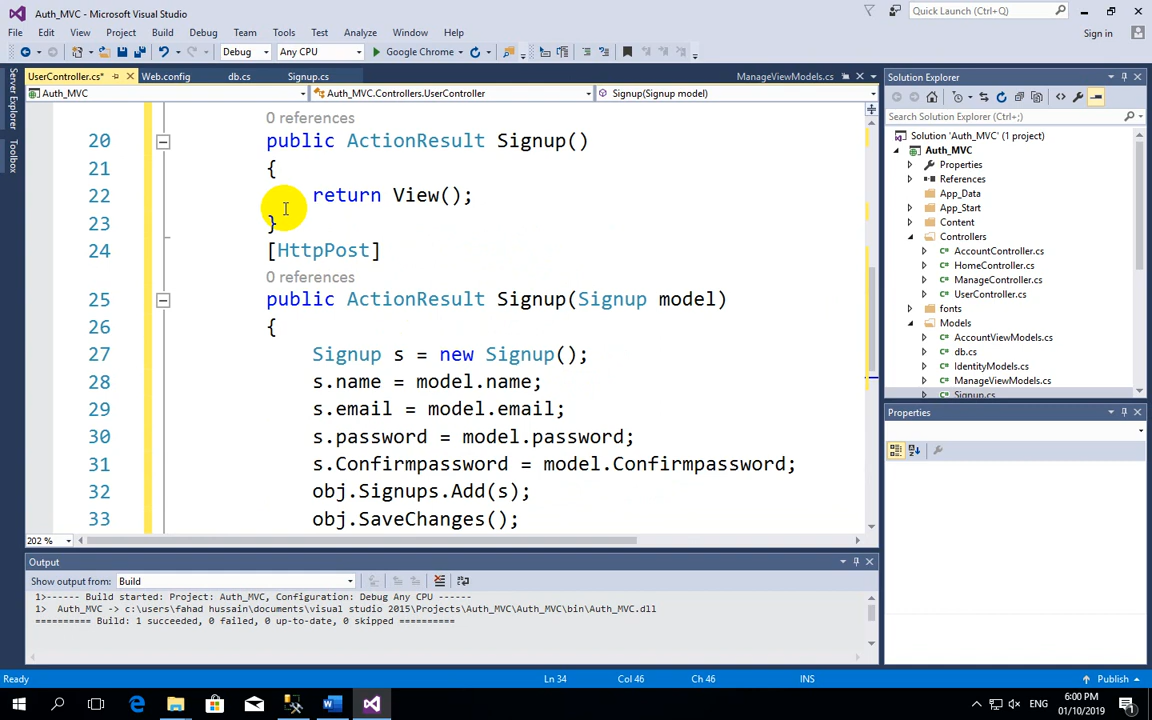 Auth_MVC - Microsoft Visual Studio
Quick Launch (Ctrl+Q)
File Edit View Project Build Debug Team Tools Test Analyze Window Help
Sign in
Debug Any CPU Google Chrome
Server Explorer
Toolbox
UserController.cs* Web.config db.cs Signup.cs ManageViewModels.cs
Auth_MVC Auth_MVC.Controllers.UserController Signup(Signup model)
0 references
20 public ActionResult Signup()
21 {
22 return View();
23 }
24 [HttpPost]
0 references
25 public ActionResult Signup(Signup model)
26 {
27 Signup s = new Signup();
28 s.name = model.name;
29 s.email = model.email;
30 s.password = model.password;
31 s.Confirmpassword = model.Confirmpassword;
32 obj.Signups.Add(s);
33 obj.SaveChanges();
202 %
Solution Explorer
Search Solution Explorer (Ctrl+;)
Solution 'Auth_MVC' (1 project)
Auth_MVC
Properties
References
App_Data
App_Start
Content
Controllers
C# AccountController.cs
C# HomeController.cs
C# ManageController.cs
C# UserController.cs
fonts
Models
C# AccountViewModels.cs
C# db.cs
C# IdentityModels.cs
C# ManageViewModels.cs
C# Signup.cs
Properties
Output
Show output from: Build
1>------ Build started: Project: Auth_MVC, Configuration: Debug Any CPU ------
1> Auth_MVC -> c:\users\fahad hussain\documents\visual studio 2015\Projects\Auth_MVC\Auth_MVC\bin\Auth_MVC.dll
========== Build: 1 succeeded, 0 failed, 0 up-to-date, 0 skipped ==========
Ready Ln 34 Col 46 Ch 46 INS Publish
ENG
6:00 PM
01/10/2019
1